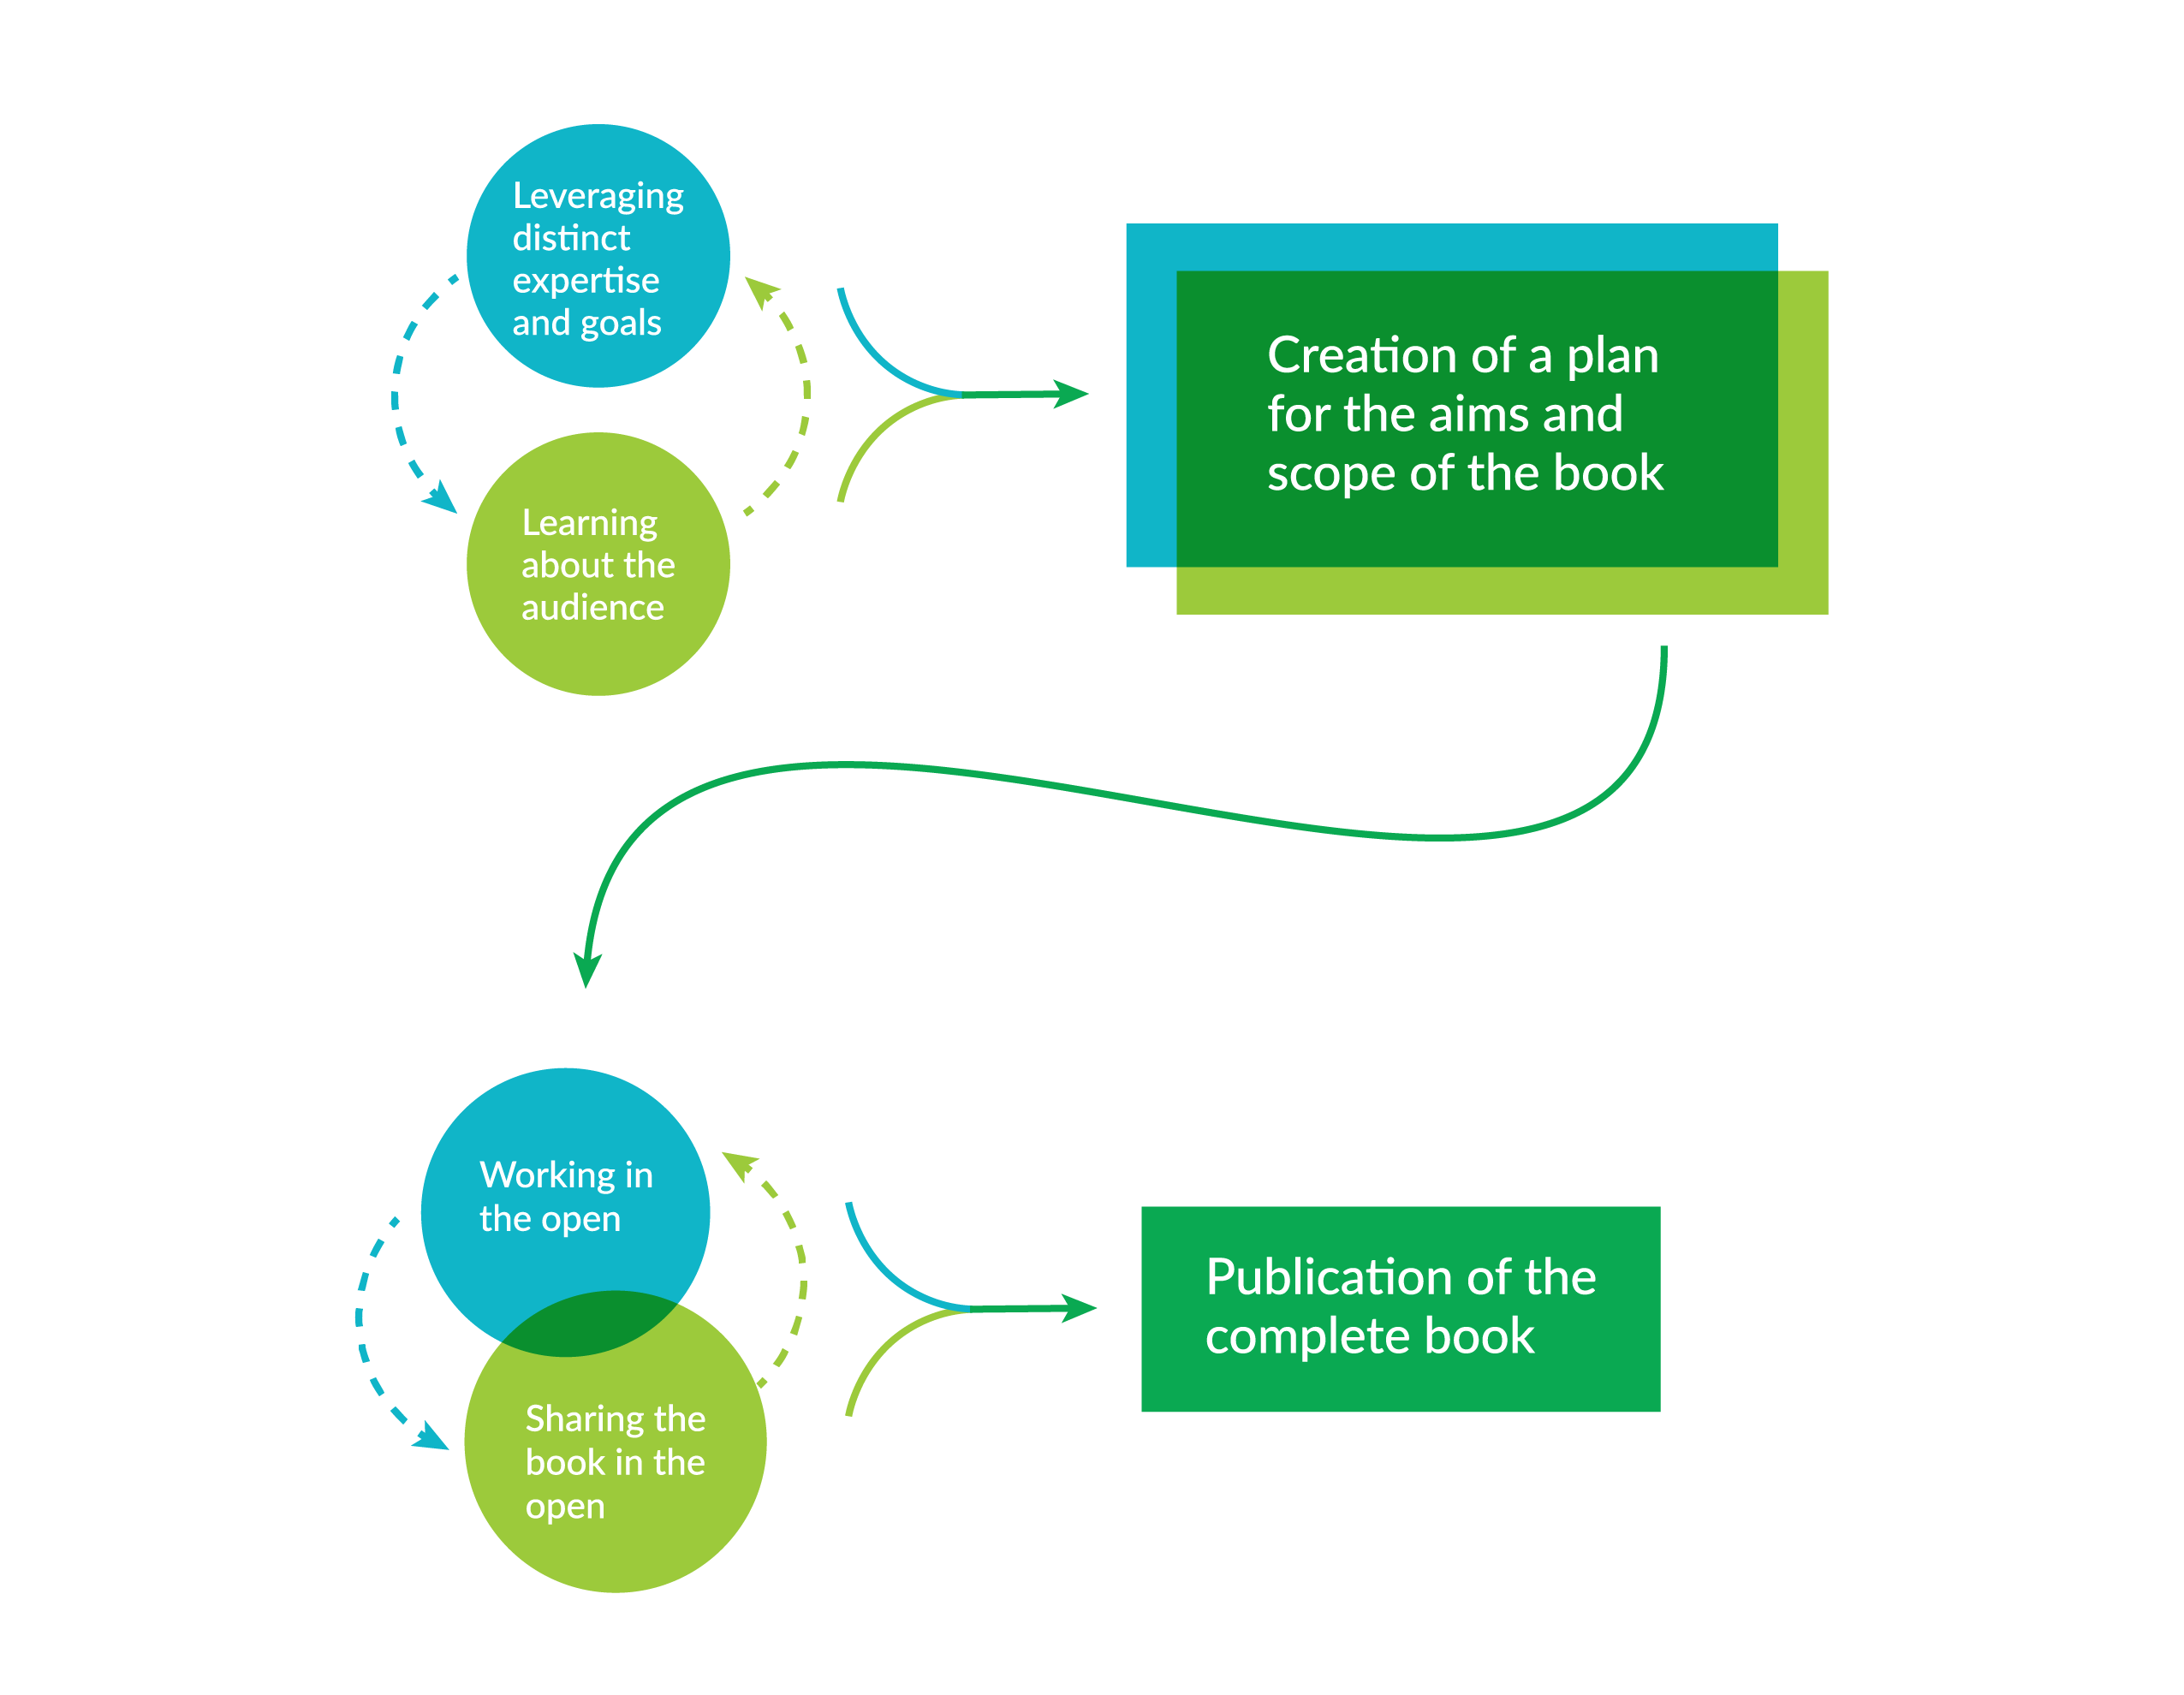 Leveraging
distinct
expertise
and goals
Learning
about the
audience
Creation of a plan
for the aims and
scope of the book
Working in
the open
Sharing the
book in the
open
Publication of the
complete book